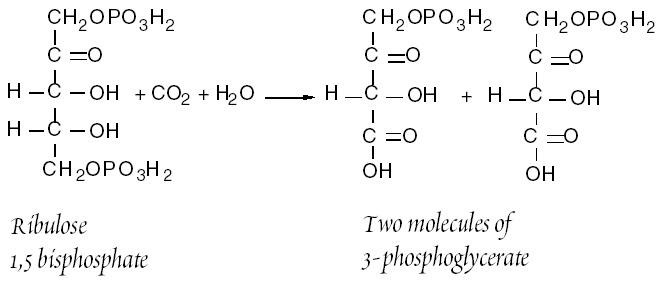 CH2OPO3H2 CH2OPO3H2 CH2OPO3H2
C=O C=O C=O
H–C–OH + CO2 + H2O ⟶ H–C–OH + H–C–OH
H–C–OH C=O C=O
CH2OPO3H2 OH OH
Ribulose Two molecules of
1,5 bisphosphate 3-phosphoglycerate